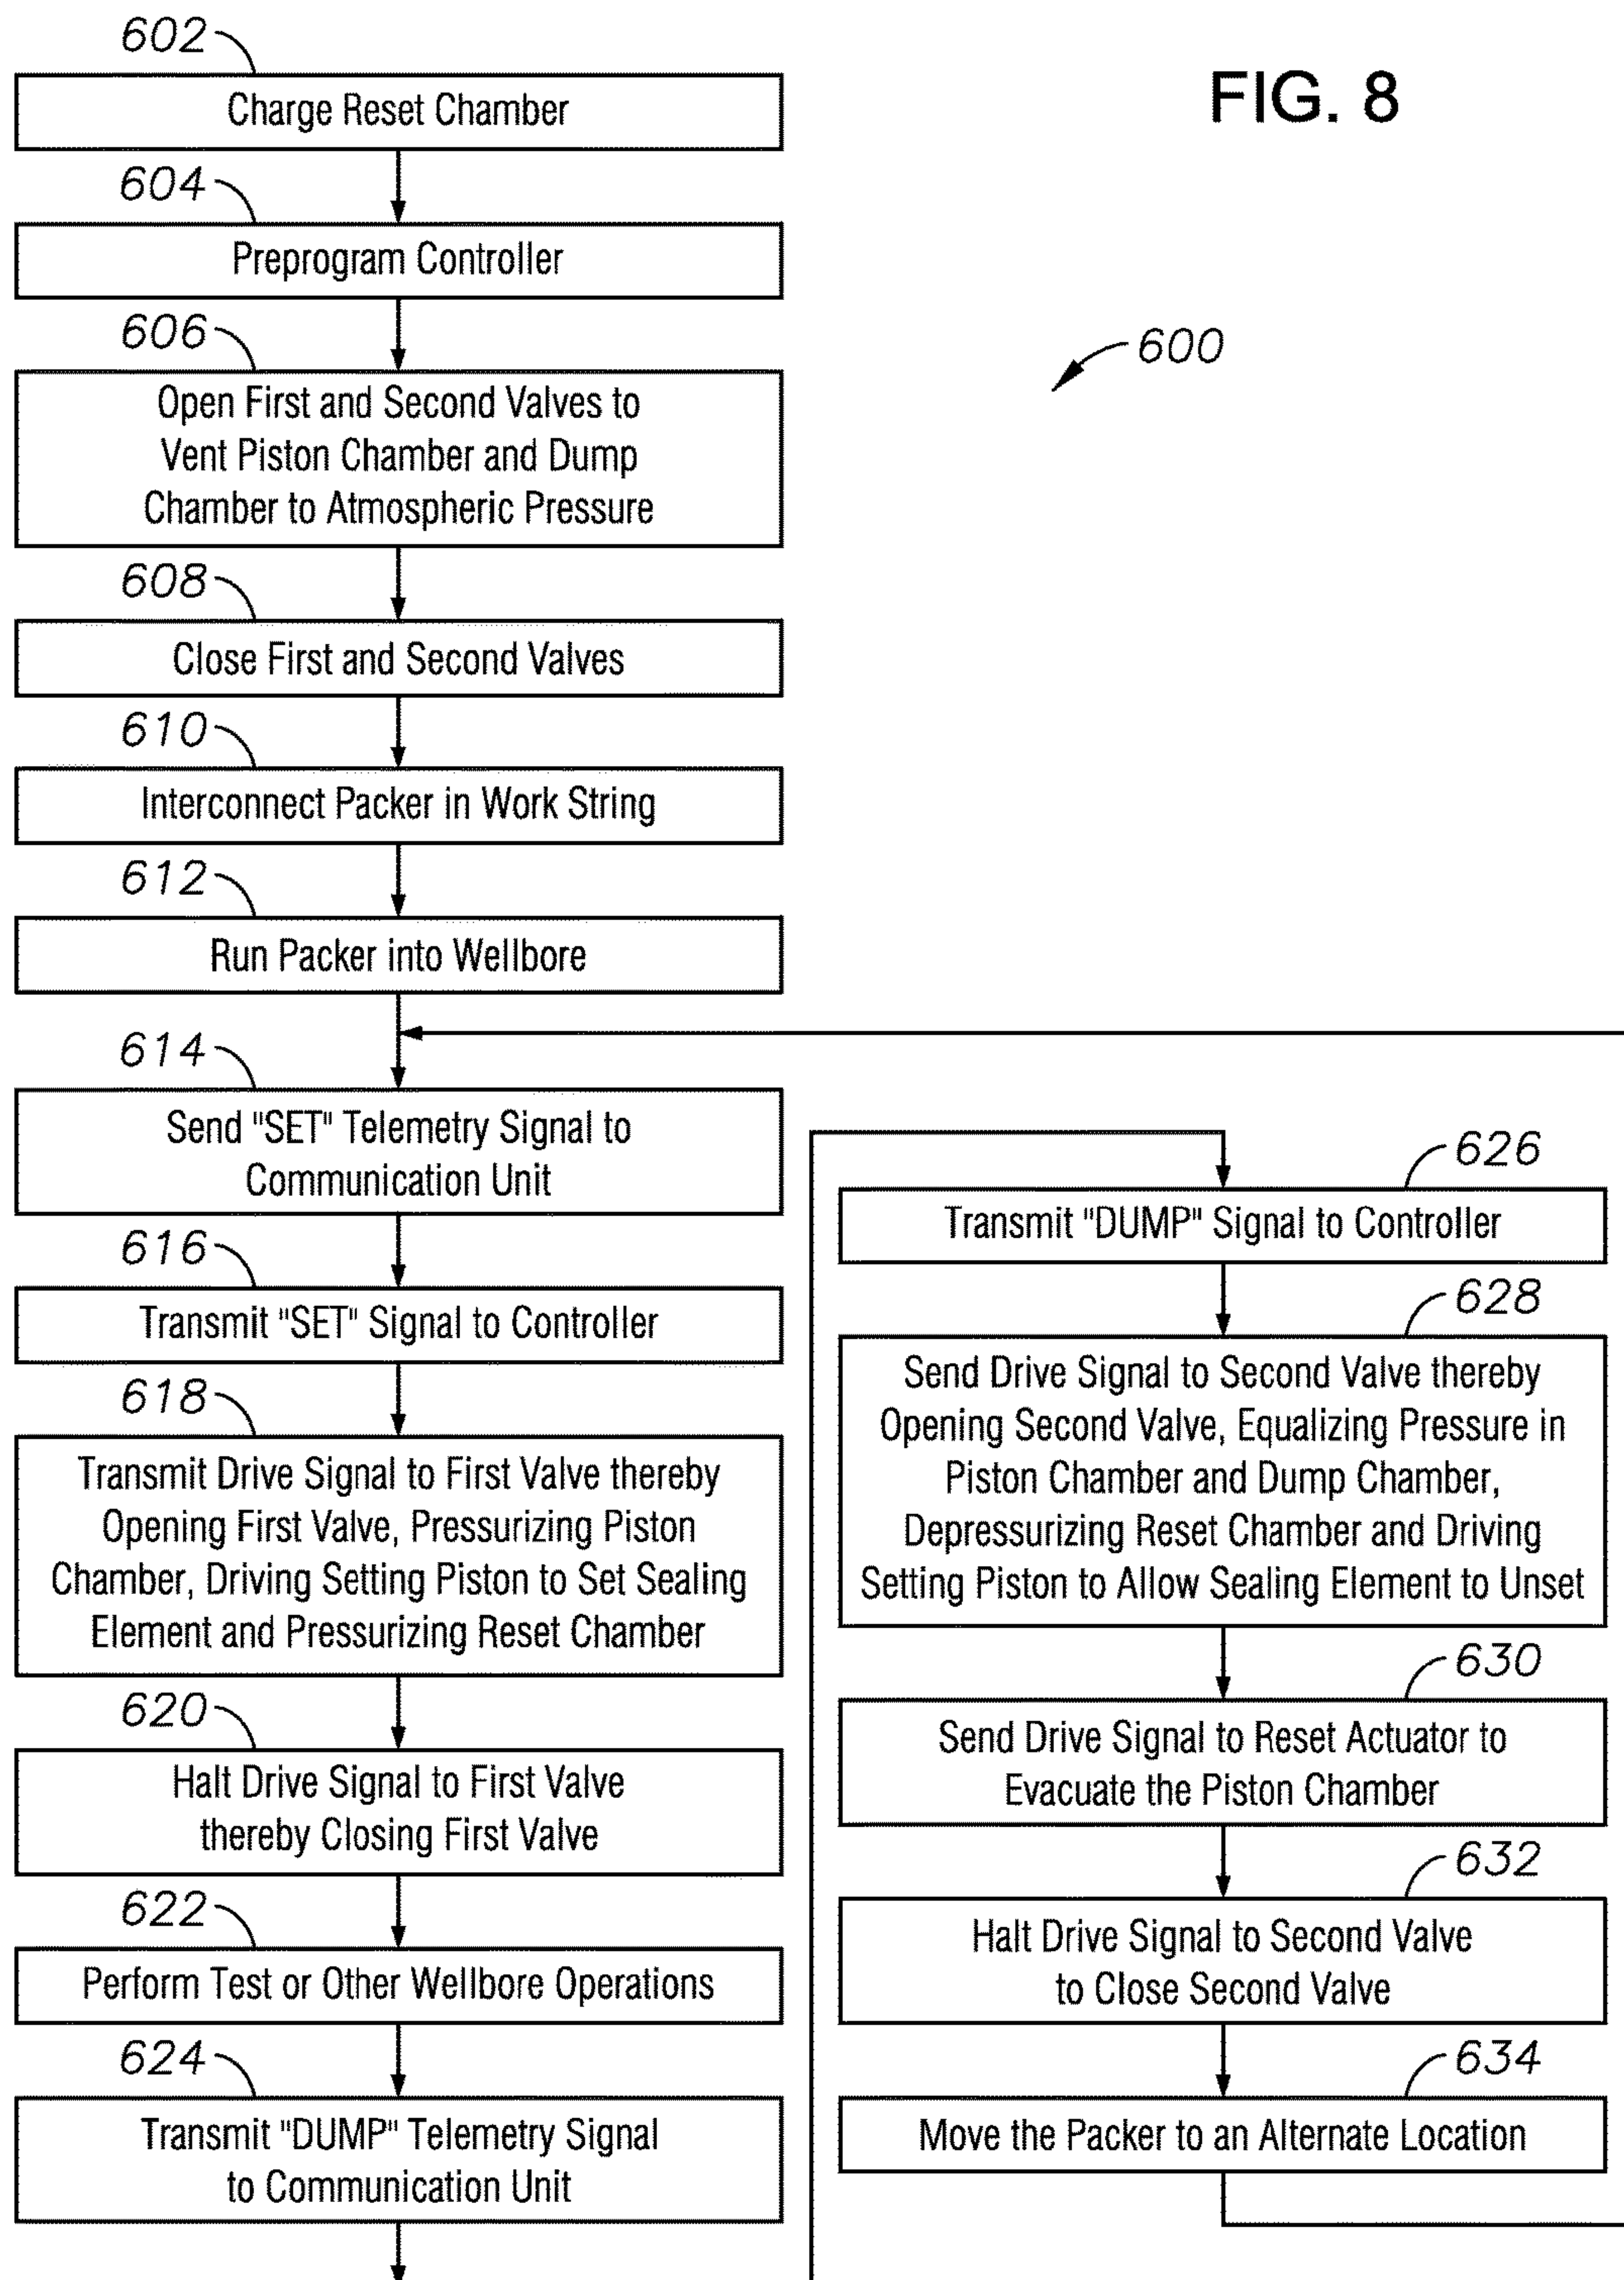 FIG. 8
600
602
Charge Reset Chamber
604
Preprogram Controller
606
Open First and Second Valves to
Vent Piston Chamber and Dump
Chamber to Atmospheric Pressure
608
Close First and Second Valves
610
Interconnect Packer in Work String
612
Run Packer into Wellbore
614
Send "SET" Telemetry Signal to
Communication Unit
616
Transmit "SET" Signal to Controller
618
Transmit Drive Signal to First Valve thereby
Opening First Valve, Pressurizing Piston
Chamber, Driving Setting Piston to Set Sealing
Element and Pressurizing Reset Chamber
620
Halt Drive Signal to First Valve
thereby Closing First Valve
622
Perform Test or Other Wellbore Operations
624
Transmit "DUMP" Telemetry Signal
to Communication Unit
626
Transmit "DUMP" Signal to Controller
628
Send Drive Signal to Second Valve thereby
Opening Second Valve, Equalizing Pressure in
Piston Chamber and Dump Chamber,
Depressurizing Reset Chamber and Driving
Setting Piston to Allow Sealing Element to Unset
630
Send Drive Signal to Reset Actuator to
Evacuate the Piston Chamber
632
Halt Drive Signal to Second Valve
to Close Second Valve
634
Move the Packer to an Alternate Location